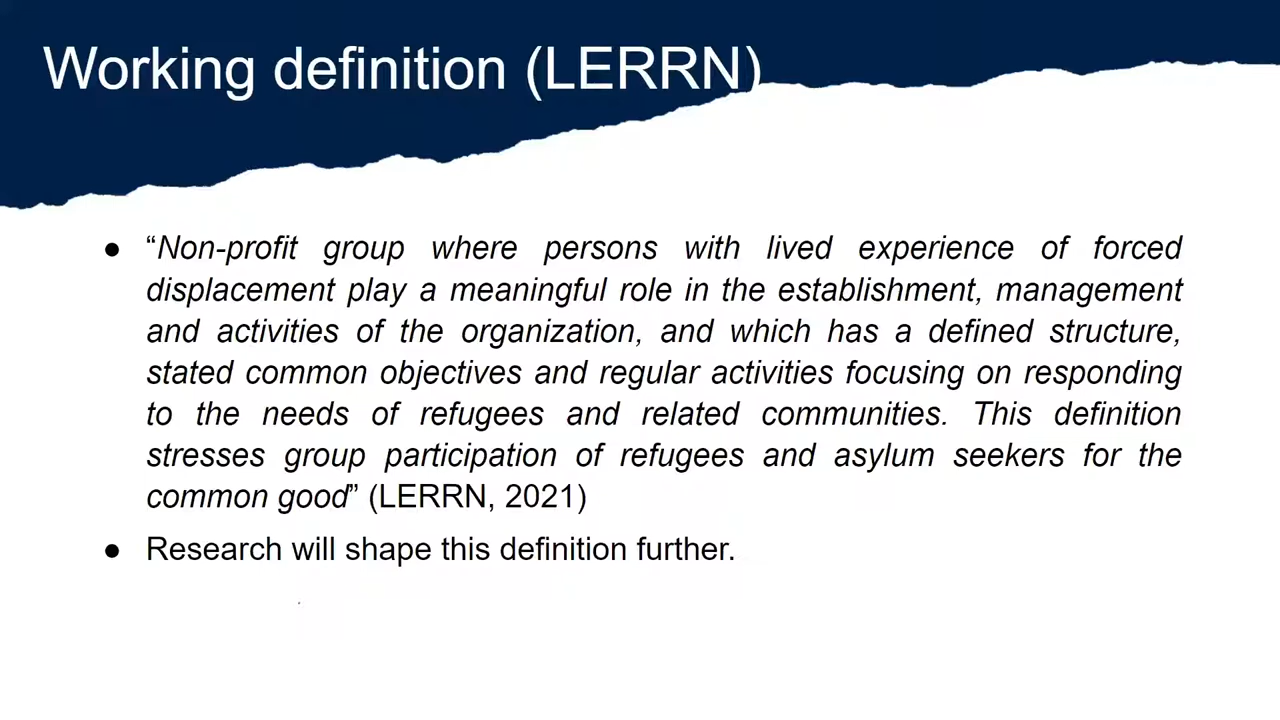 Working definition (LERRN)
● “Non-profit group where persons with lived experience of forced
displacement play a meaningful role in the establishment, management
and activities of the organization, and which has a defined structure,
stated common objectives and regular activities focusing on responding
to the needs of refugees and related communities. This definition
stresses group participation of refugees and asylum seekers for the
common good” (LERRN, 2021)
● Research will shape this definition further.